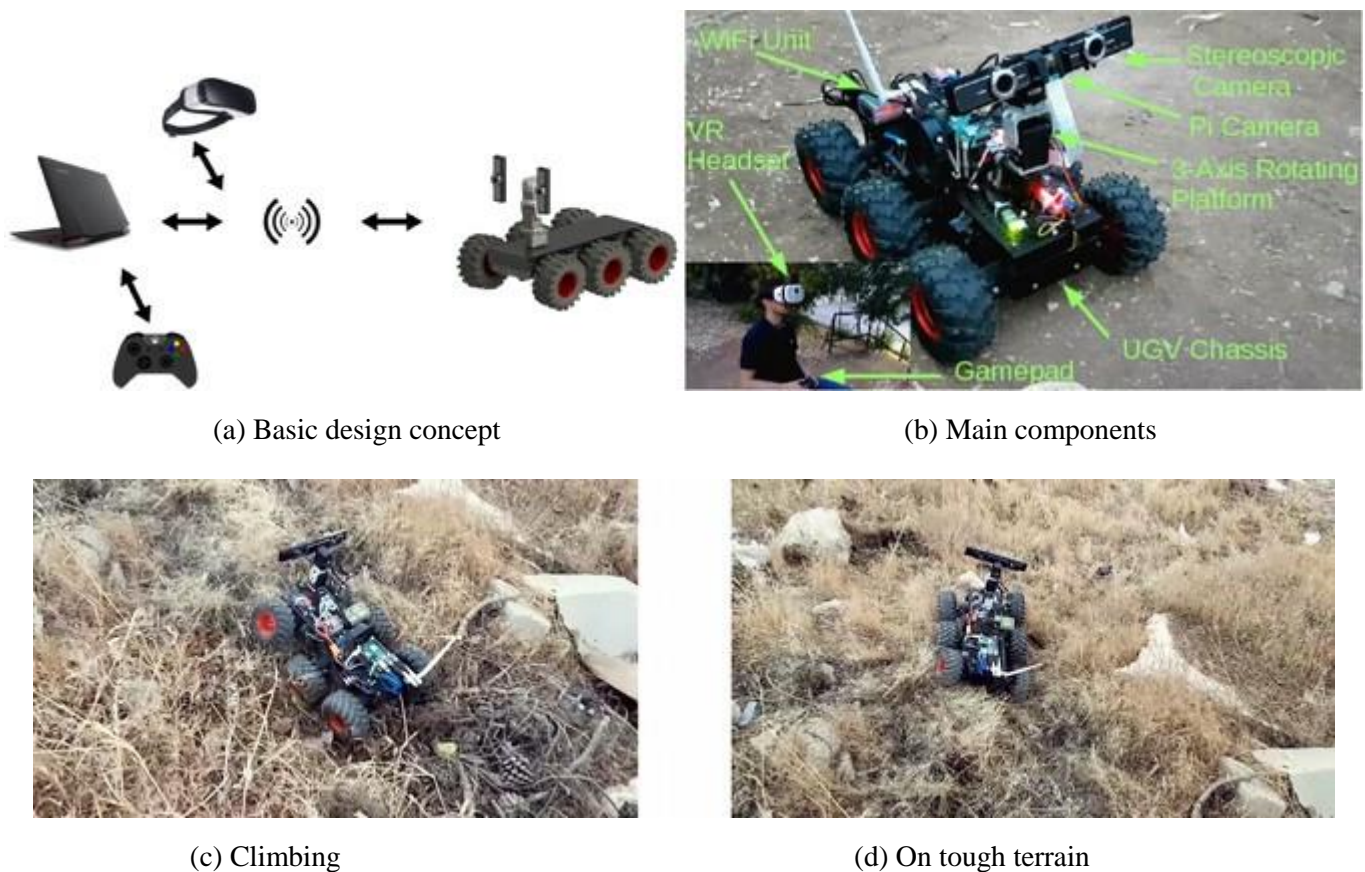 WiFi Unit
Stereoscopic
Camera
VR
Headset
Pi Camera
3-Axis Rotating
Platform
UGV Chassis
Gamepad
(a) Basic design concept
(b) Main components
(c) Climbing
(d) On tough terrain